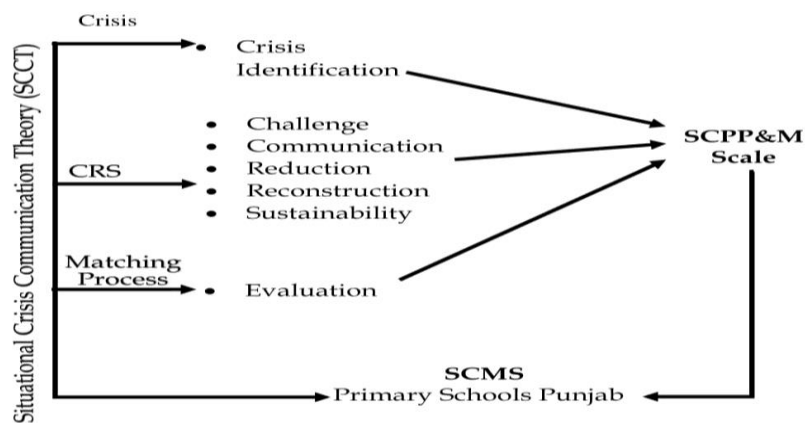 Situational Crisis Communication Theory (SCCT)
Crisis
• Crisis
Identification
CRS
• Challenge
• Communication
• Reduction
• Reconstruction
• Sustainability
Matching
Process
• Evaluation
SCPP&M
Scale
SCMS
Primary Schools Punjab